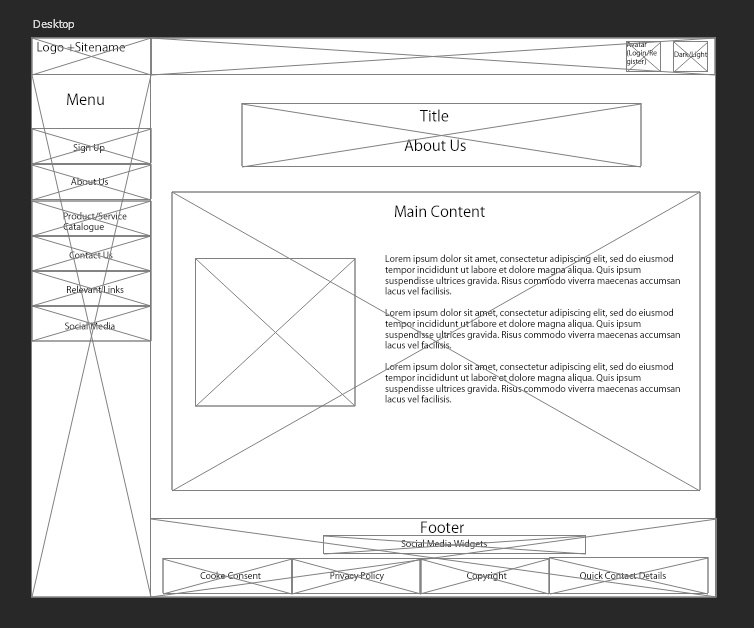 Desktop
Logo +Sitename
Avatar
(Login/Re
gister)
Dark/Light
Menu
Sign Up
About Us
Product/Service
Catalogue
Contact Us
Relevant Links
Social Media
Title
About Us
Main Content
Lorem ipsum dolor sit amet, consectetur adipiscing elit, sed do eiusmod
tempor incididunt ut labore et dolore magna aliqua. Quis ipsum
suspendisse ultrices gravida. Risus commodo viverra maecenas accumsan
lacus vel facilisis.
Lorem ipsum dolor sit amet, consectetur adipiscing elit, sed do eiusmod
tempor incididunt ut labore et dolore magna aliqua. Quis ipsum
suspendisse ultrices gravida. Risus commodo viverra maecenas accumsan
lacus vel facilisis.
Lorem ipsum dolor sit amet, consectetur adipiscing elit, sed do eiusmod
tempor incididunt ut labore et dolore magna aliqua. Quis ipsum
suspendisse ultrices gravida. Risus commodo viverra maecenas accumsan
lacus vel facilisis.
Footer
Social Media Widgets
Cooke Consent
Privacy Policy
Copyright
Quick Contact Details